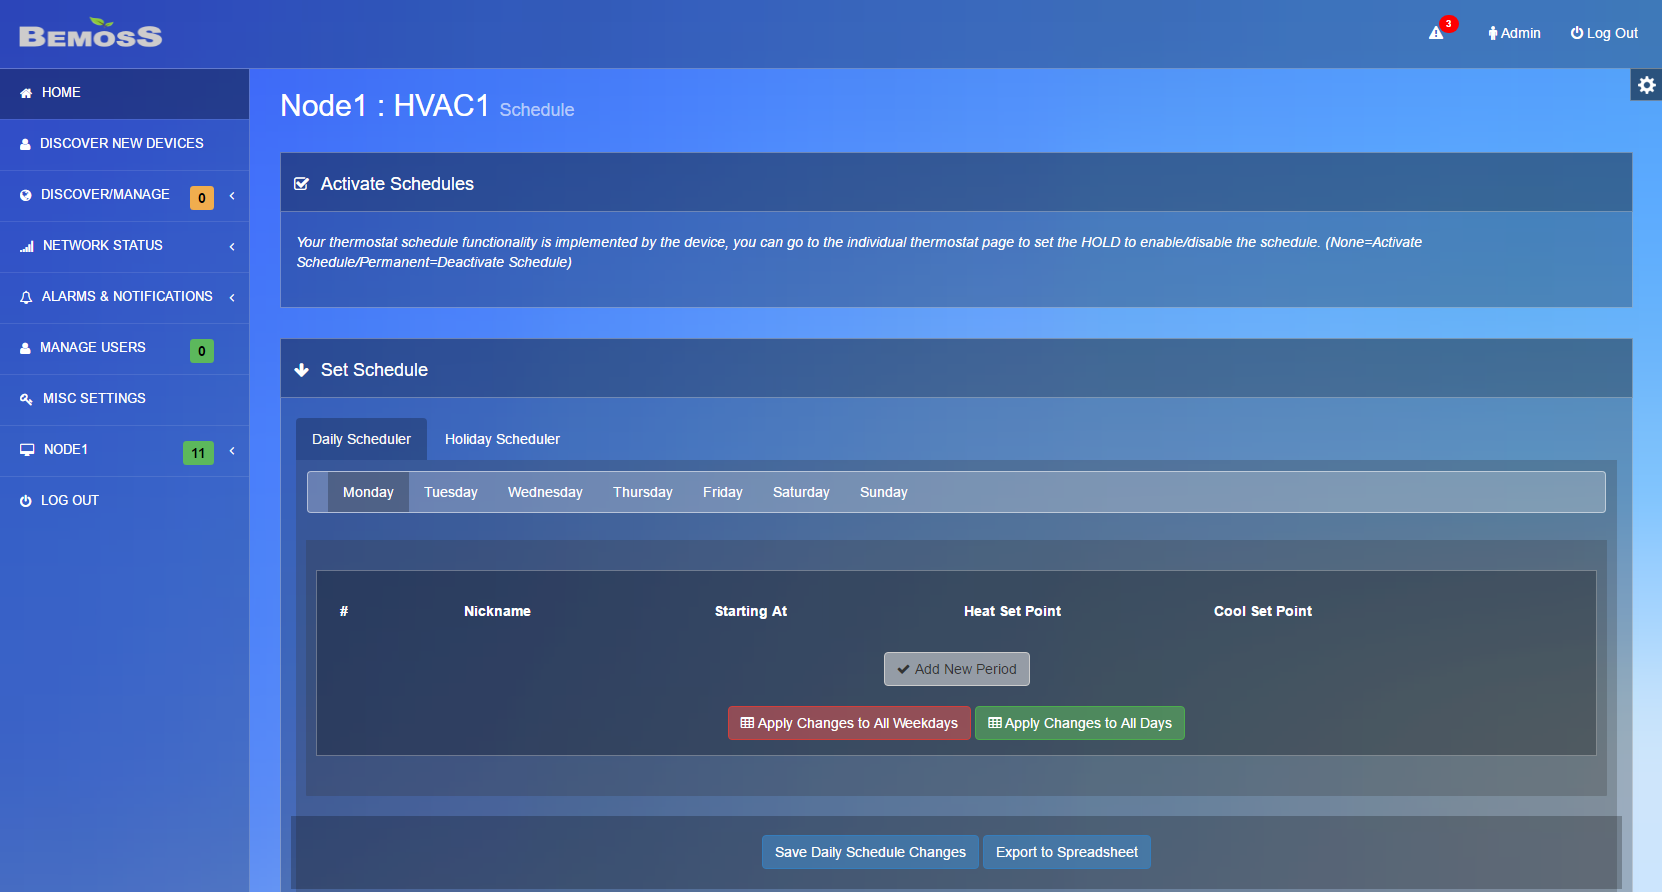 BEMOSS
3
Admin
Log Out
HOME
DISCOVER NEW DEVICES
DISCOVER/MANAGE
0
NETWORK STATUS
ALARMS & NOTIFICATIONS
MANAGE USERS
0
MISC SETTINGS
NODE1
11
LOG OUT
Node1 : HVAC1 Schedule
Activate Schedules
Your thermostat schedule functionality is implemented by the device, you can go to the individual thermostat page to set the HOLD to enable/disable the schedule. (None=Activate
Schedule/Permanent=Deactivate Schedule)
Set Schedule
Daily Scheduler
Holiday Scheduler
Monday Tuesday Wednesday Thursday Friday Saturday Sunday
# Nickname Starting At Heat Set Point Cool Set Point
Add New Period
Apply Changes to All Weekdays
Apply Changes to All Days
Save Daily Schedule Changes
Export to Spreadsheet